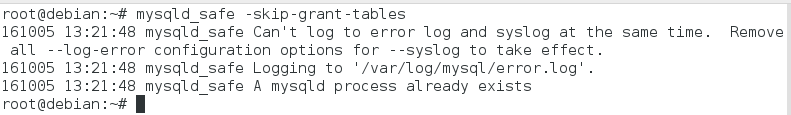 root@debian:~# mysqld_safe -skip-grant-tables
161005 13:21:48 mysqld_safe Can't log to error log and syslog at the same time.  Remove
 all --log-error configuration options for --syslog to take effect.
161005 13:21:48 mysqld_safe Logging to '/var/log/mysql/error.log'.
161005 13:21:48 mysqld_safe A mysqld process already exists
root@debian:~#